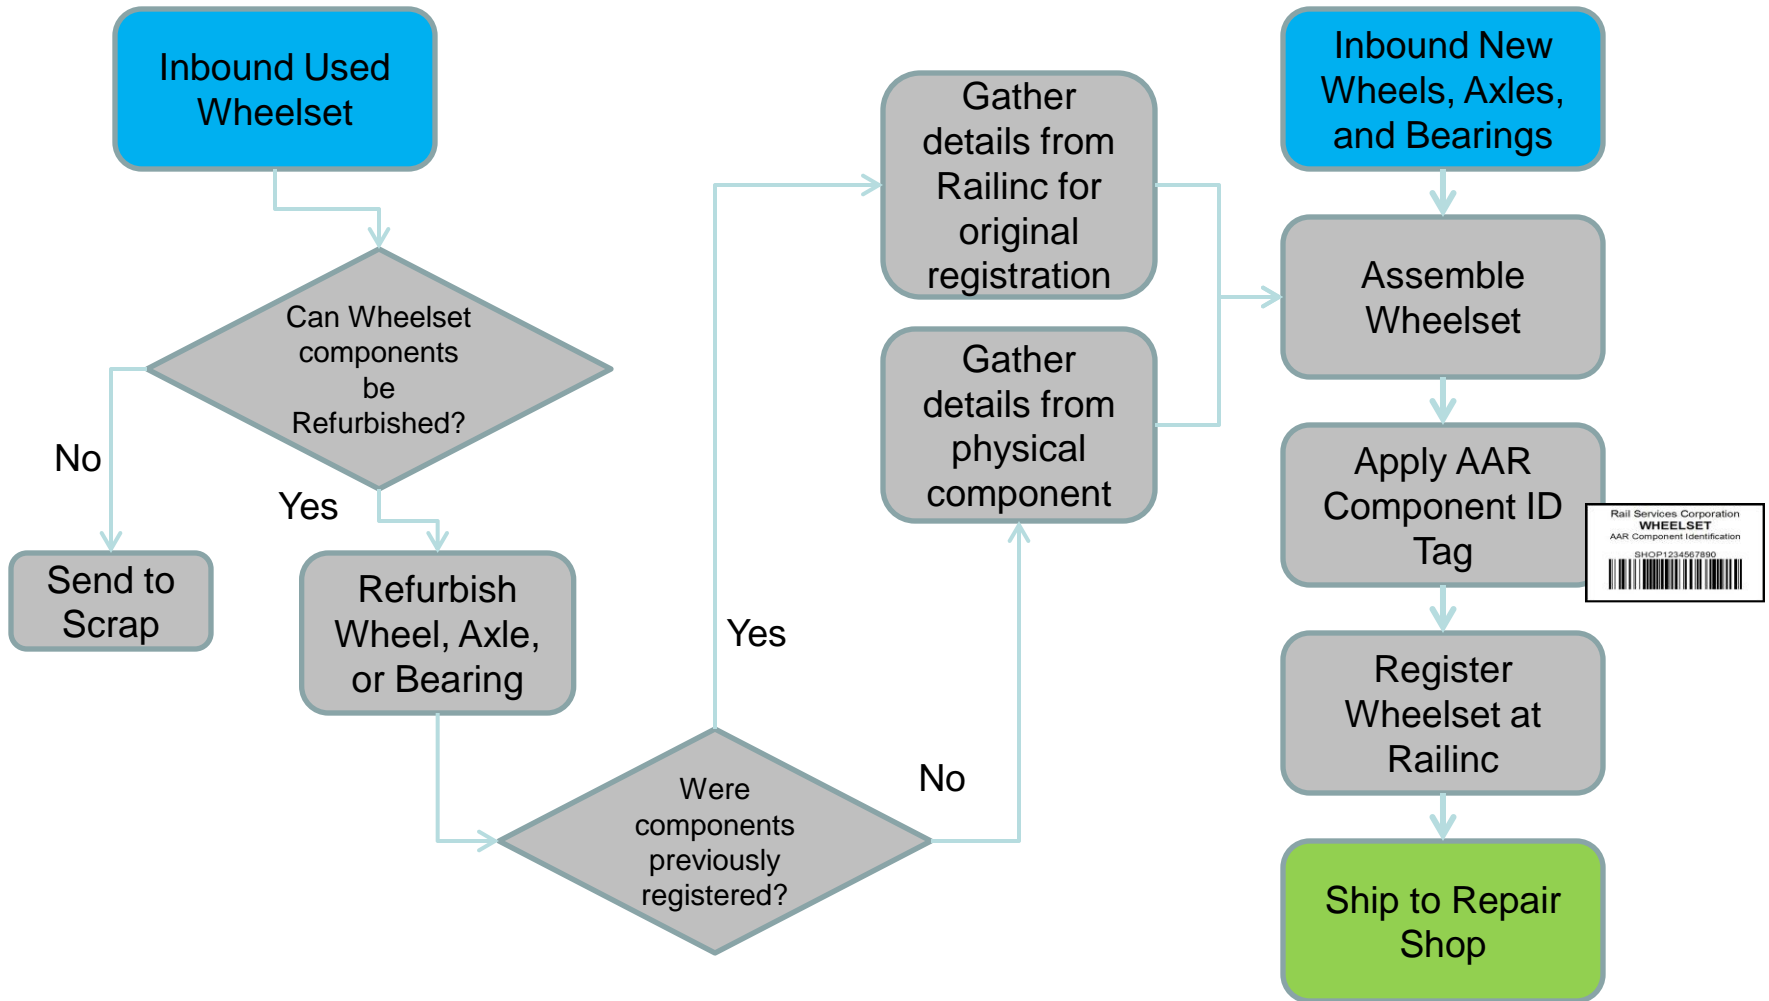 Inbound Used
Wheelset
Can Wheelset
components
be
Refurbished?
No
Yes
Send to
Scrap
Refurbish
Wheel, Axle,
or Bearing
Were
components
previously
registered?
Yes
No
Gather
details from
Railinc for
original
registration
Gather
details from
physical
component
Inbound New
Wheels, Axles,
and Bearings
Assemble
Wheelset
Apply AAR
Component ID
Tag
Rail Services Corporation
WHEELSET
AAR Component Identification
SHOP1234567890
Register
Wheelset at
Railinc
Ship to Repair
Shop